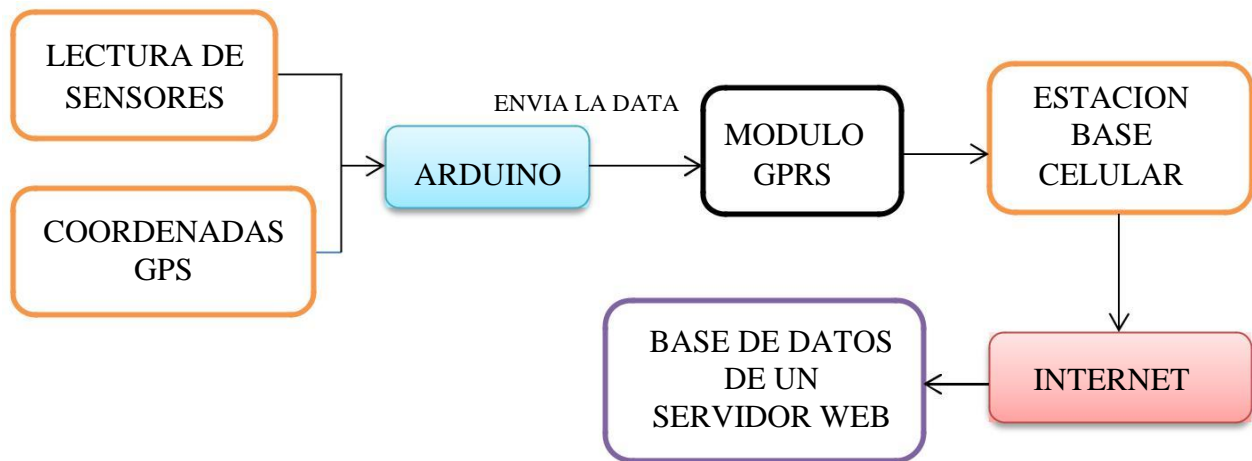 LECTURA DE
SENSORES
COORDENADAS
GPS
ARDUINO
ENVIA LA DATA
MODULO
GPRS
ESTACION
BASE
CELULAR
INTERNET
BASE DE DATOS
DE UN
SERVIDOR WEB